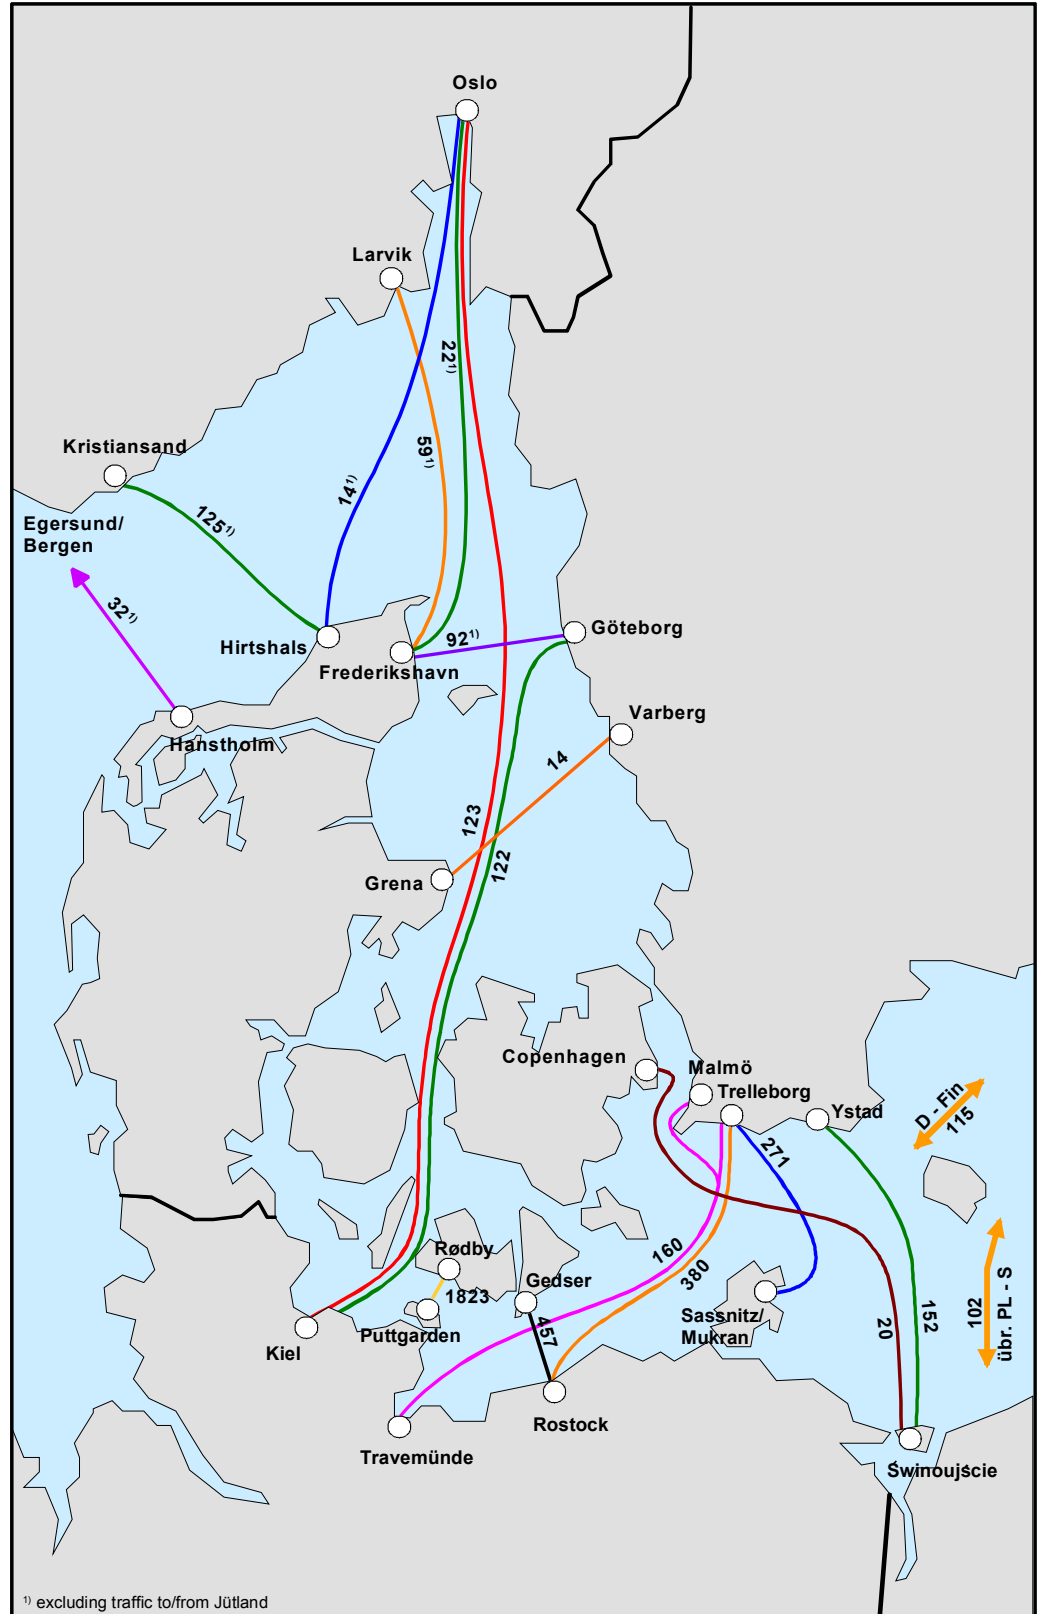 Oslo
Larvik
22¹⁾
59¹⁾
Kristiansand
14¹⁾
125¹⁾
Egersund/
Bergen
32¹⁾
Hirtshals
Frederikshavn
92¹⁾
Göteborg
Varberg
Hanstholm
14
123
122
Grena
Copenhagen
Malmö
Trelleborg
Ystad
D - Fin
115
271
160
380
Rødby
1823
Gedser
457
Puttgarden
Kiel
Sassnitz/
Mukran
20
152
102
übr. PL - S
Rostock
Travemünde
Świnoujście
¹⁾ excluding traffic to/from Jütland